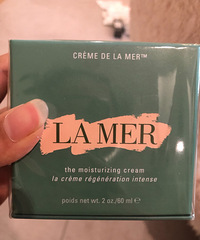 CRÈME DE LA MER™
LA MER
the moisturizing cream
la crème régénération intense
poids net wt. 2 oz./60 ml ℮